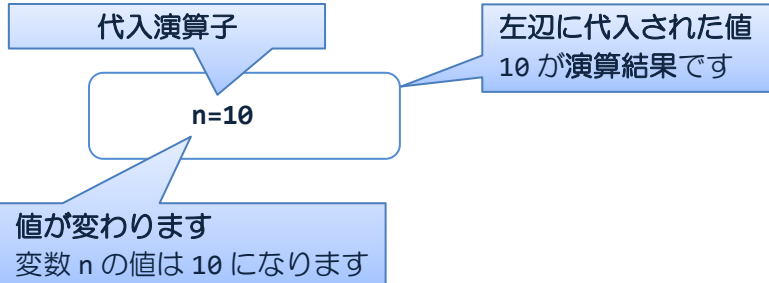 代入演算子
左辺に代入された値
10 が演算結果です
n=10
値が変わります
変数 n の値は 10 になります